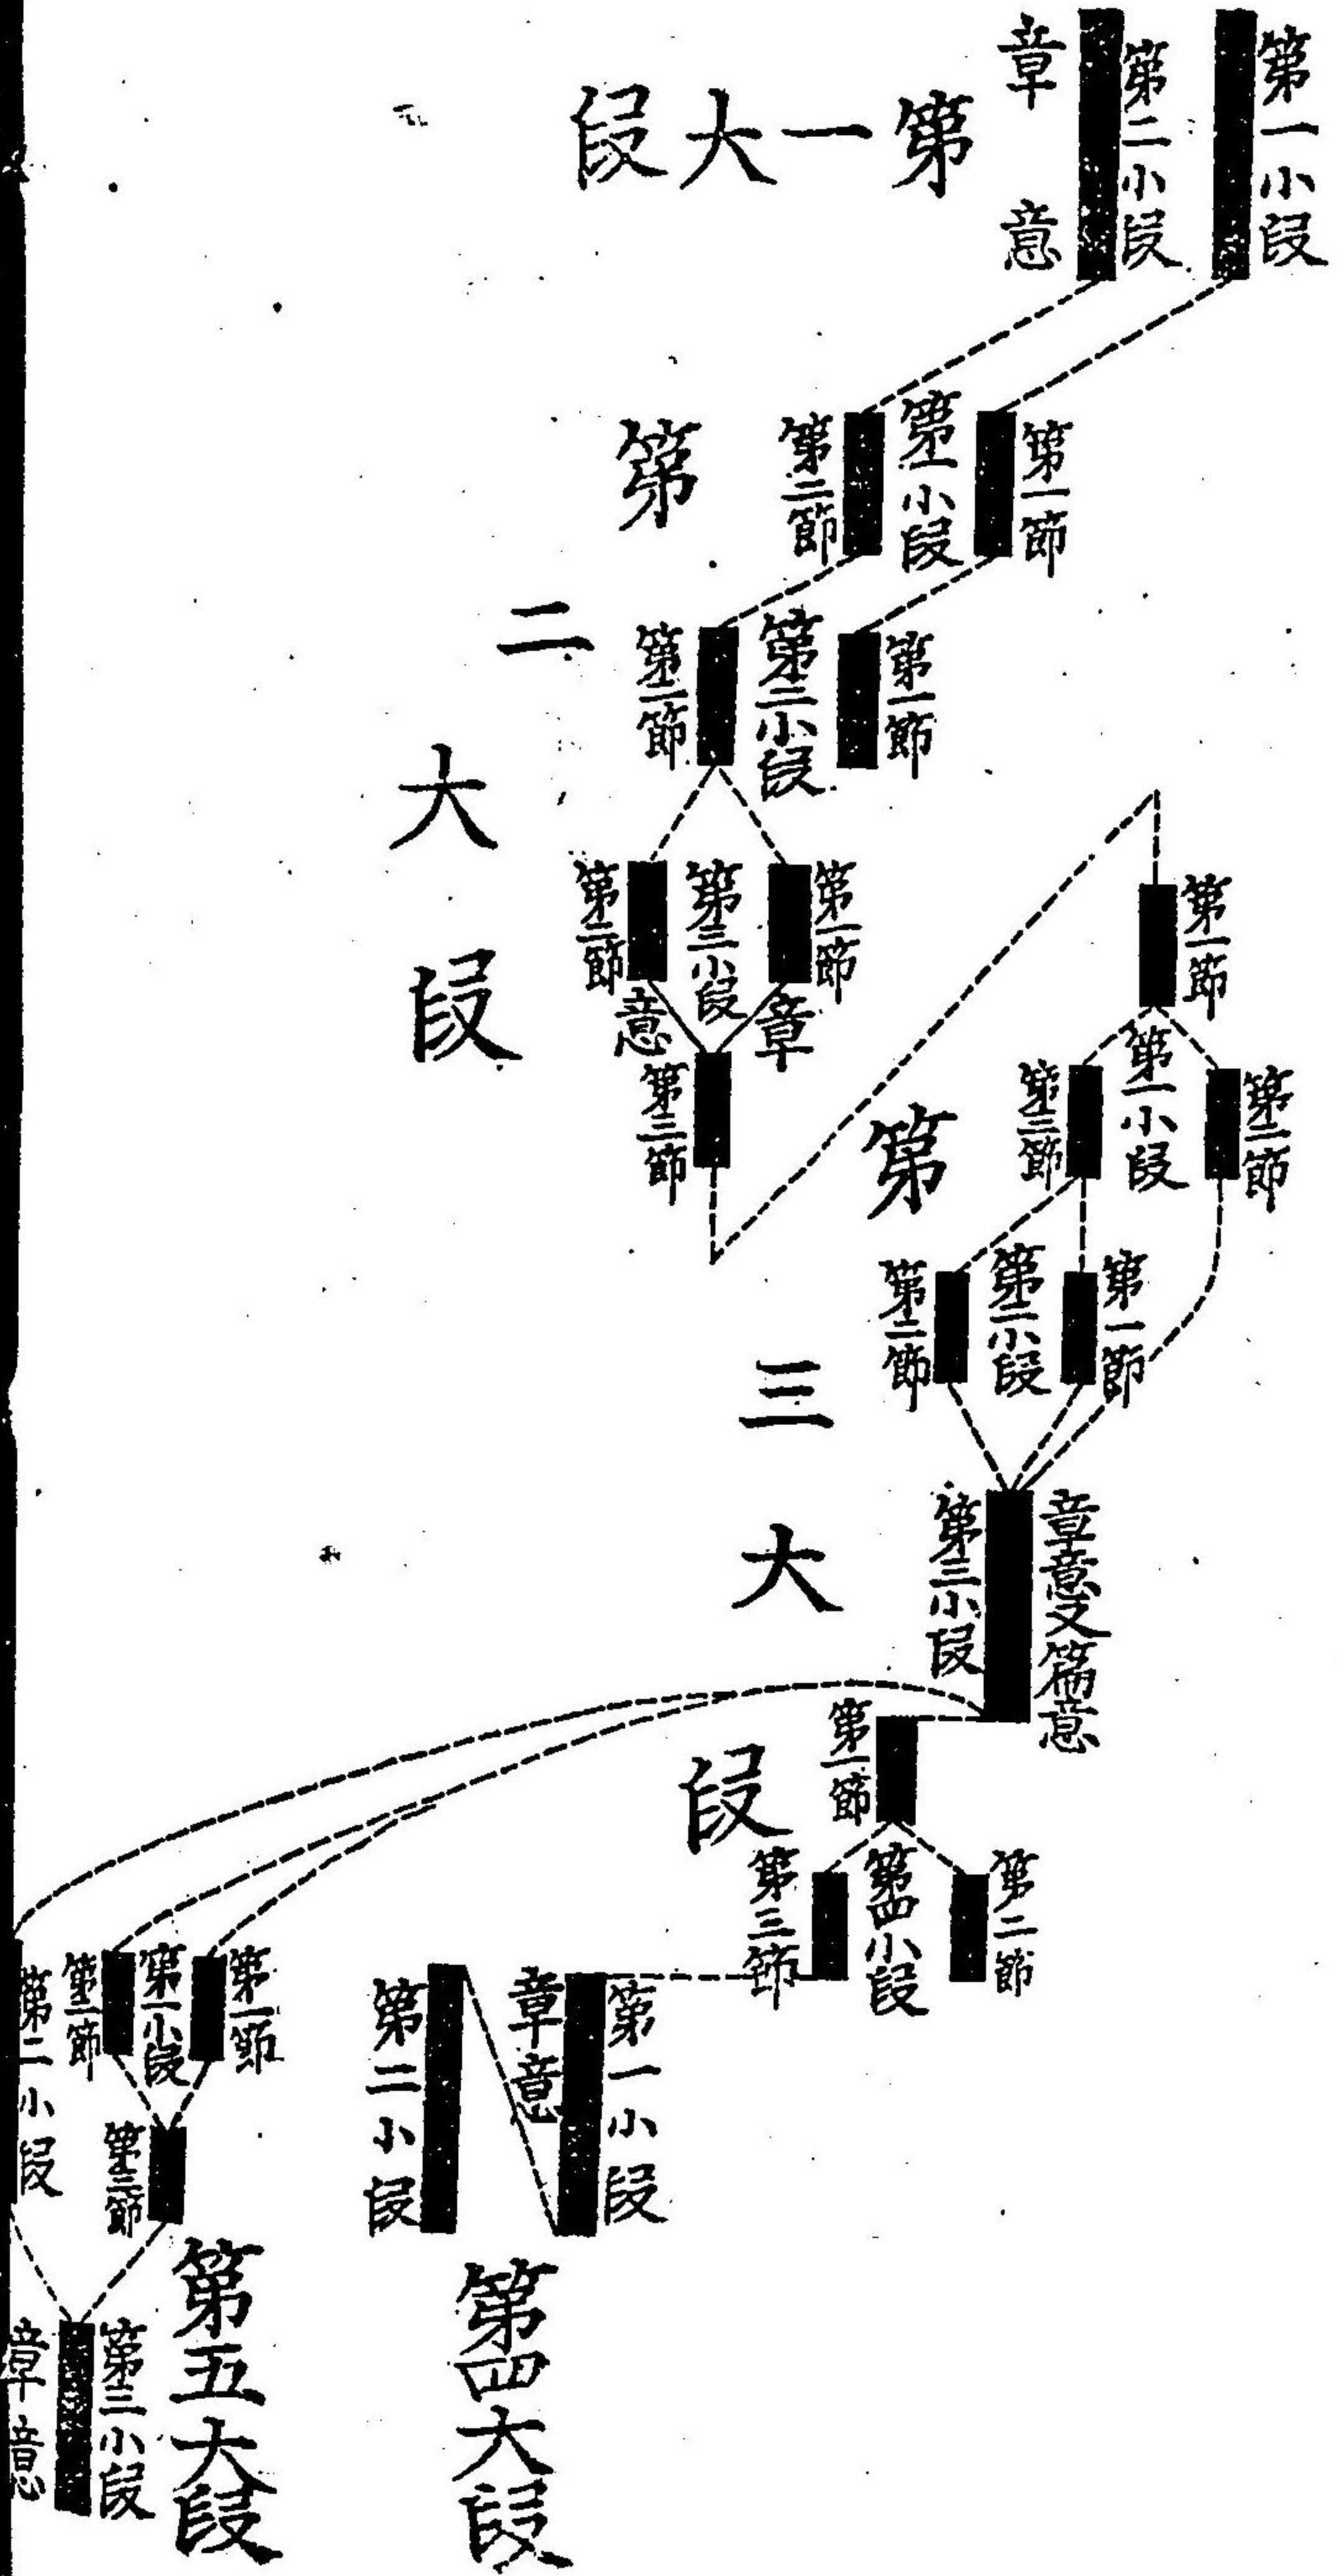 第一小段
第二小段
章意
第一大段
第一節
第一小段
第二節
第一節
第二小段
第二節
第二大段
第一節
第三小段
第二節
章意
第三節
第一節
第一小段
第二節
第三節
第一節
第二小段
第二節
第三大段
章意又篇意
第三小段
第一節
第四小段
第二節
第三節
第一小段
章意
第二小段
第四大段
第一節
第一小段
第二節
第三節
第二小段
第三小段
章意
第五大段